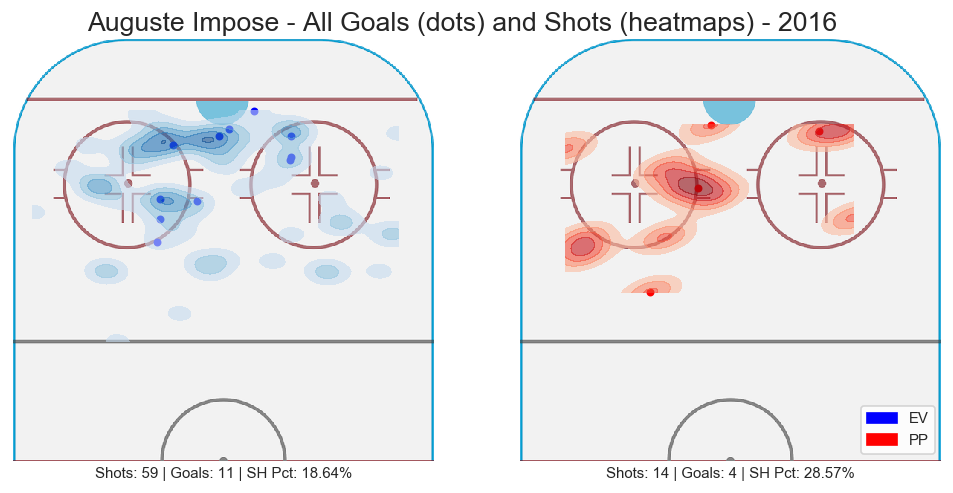 Auguste Impose - All Goals (dots) and Shots (heatmaps) - 2016
EV
PP
Shots: 59 | Goals: 11 | SH Pct: 18.64%
Shots: 14 | Goals: 4 | SH Pct: 28.57%